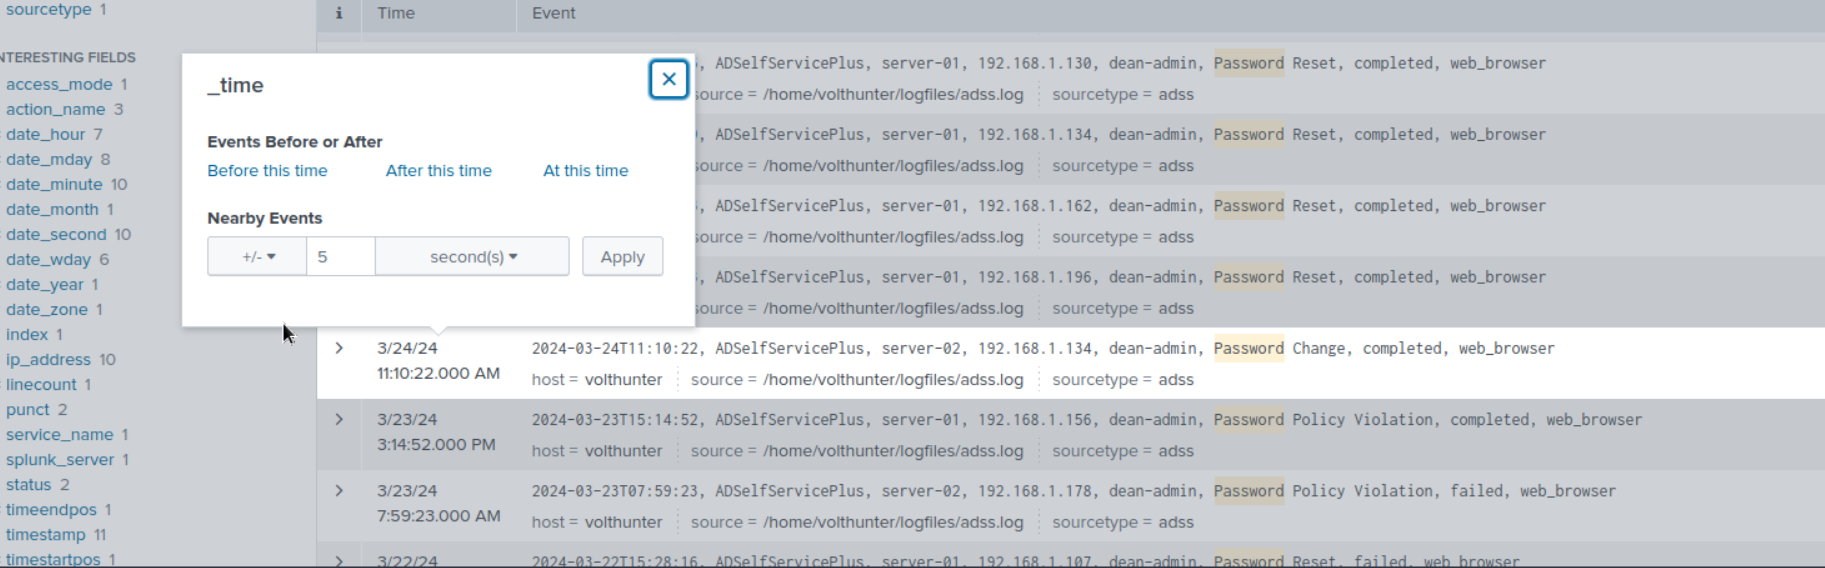 sourcetype 1
i Time Event
NTERESTING FIELDS
access_mode 1
action_name 3
date_hour 7
date_mday 8
date_minute 10
date_month 1
date_second 10
date_wday 6
date_year 1
date_zone 1
index 1
ip_address 10
linecount 1
punct 2
service_name 1
splunk_server 1
status 2
timeendpos 1
timestamp 11
timestartpos 1
_time
Events Before or After
Before this time After this time At this time
Nearby Events
+/- 5 second(s) Apply
, ADSelfServicePlus, server-01, 192.168.1.130, dean-admin, Password Reset, completed, web_browser
source = /home/volthunter/logfiles/adss.log sourcetype = adss
, ADSelfServicePlus, server-01, 192.168.1.134, dean-admin, Password Reset, completed, web_browser
source = /home/volthunter/logfiles/adss.log sourcetype = adss
, ADSelfServicePlus, server-01, 192.168.1.162, dean-admin, Password Reset, completed, web_browser
source = /home/volthunter/logfiles/adss.log sourcetype = adss
, ADSelfServicePlus, server-01, 192.168.1.196, dean-admin, Password Reset, completed, web_browser
source = /home/volthunter/logfiles/adss.log sourcetype = adss
3/24/24 2024-03-24T11:10:22, ADSelfServicePlus, server-02, 192.168.1.134, dean-admin, Password Change, completed, web_browser
11:10:22.000 AM host = volthunter source = /home/volthunter/logfiles/adss.log sourcetype = adss
3/23/24 2024-03-23T15:14:52, ADSelfServicePlus, server-01, 192.168.1.156, dean-admin, Password Policy Violation, completed, web_browser
3:14:52.000 PM host = volthunter source = /home/volthunter/logfiles/adss.log sourcetype = adss
3/23/24 2024-03-23T07:59:23, ADSelfServicePlus, server-02, 192.168.1.178, dean-admin, Password Policy Violation, failed, web_browser
7:59:23.000 AM host = volthunter source = /home/volthunter/logfiles/adss.log sourcetype = adss
3/22/24 2024-03-22T15:28:16, ADSelfServicePlus, server-01, 192.168.1.107, dean-admin, Password Reset, failed, web_browser